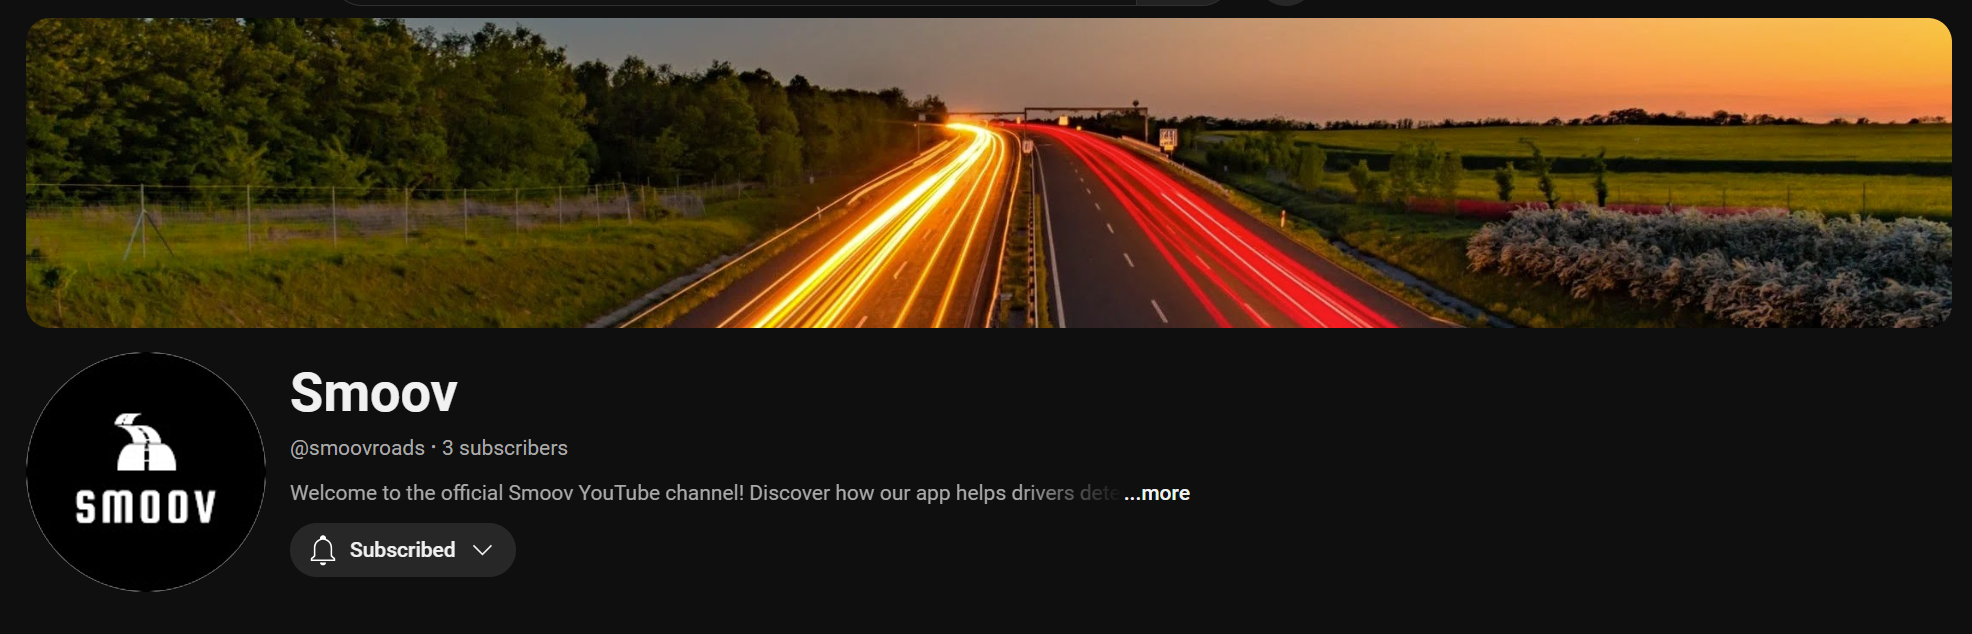 SMOOV
Smoov
@smoovroads · 3 subscribers
Welcome to the official Smoov YouTube channel! Discover how our app helps drivers ...more
Subscribed